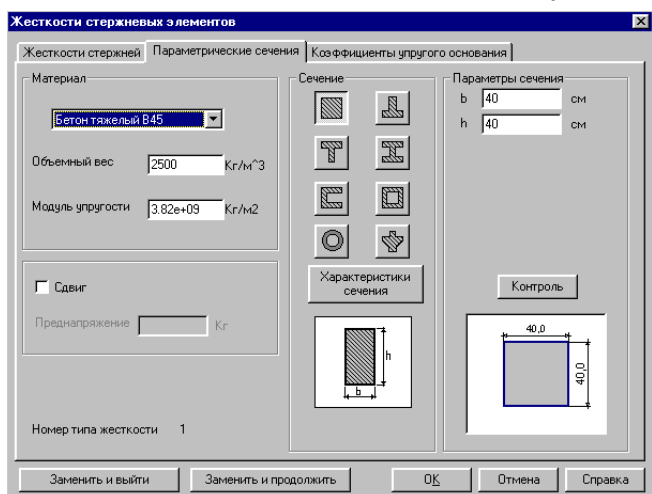 Жесткости стержневых элементов
Жесткости стержней
Параметрические сечения
Коэффициенты упругого основания
Материал
Бетон тяжелый B45
Объемный вес 2500 Кг/м^3
Модуль упругости 3.82e+09 Кг/м2
Сдвиг
Преднапряжение Кг
Номер типа жесткости 1
Сечение
Характеристики
сечения
h
b
Параметры сечения
b 40 см
h 40 см
Контроль
40,0
40,0
Заменить и выйти
Заменить и продолжить
OK
Отмена
Справка